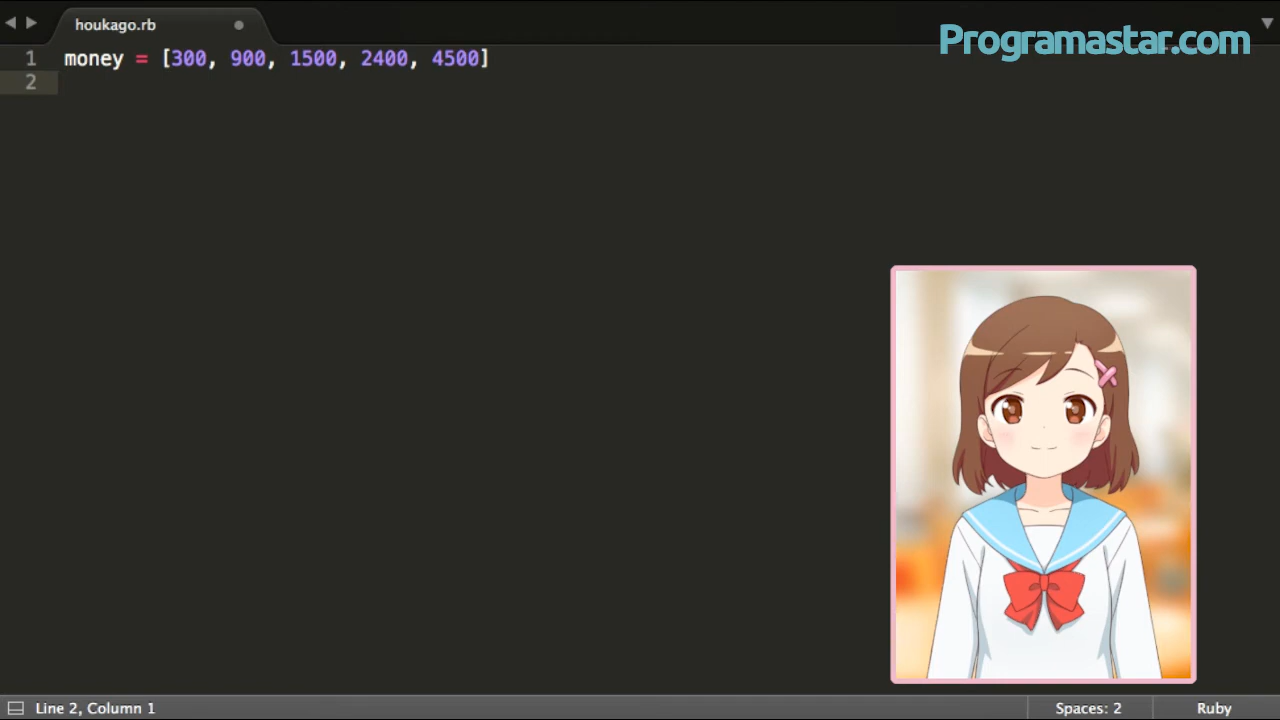 houkago.rb
Programastar.com
1 money = [300, 900, 1500, 2400, 4500]
2
Line 2, Column 1
Spaces: 2
Ruby